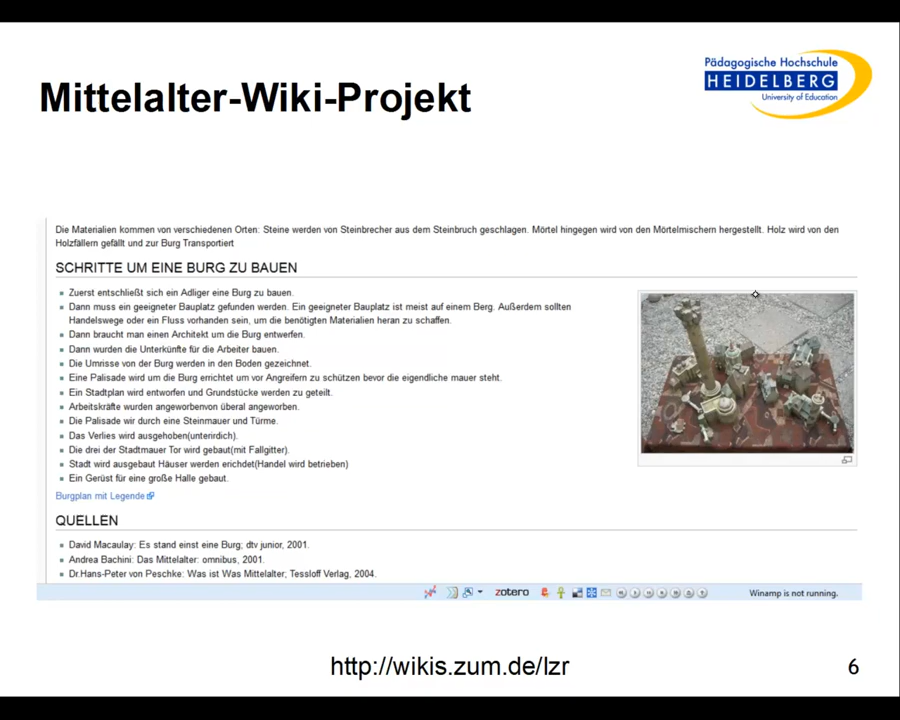 Mittelalter-Wiki-Projekt
Pädagogische Hochschule
HEIDELBERG
University of Education
Die Materialien kommen von verschiedenen Orten: Steine werden von Steinbrecher aus dem Steinbruch geschlagen. Mörtel hingegen wird von den Mörtelmischern hergestellt. Holz wird von den
Holzfällern gefällt und zur Burg Transportiert
SCHRITTE UM EINE BURG ZU BAUEN
Zuerst entschließt sich ein Adliger eine Burg zu bauen.
Dann muss ein geeigneter Bauplatz gefunden werden. Ein geeigneter Bauplatz ist meist auf einem Berg. Außerdem sollten
Handelswege oder ein Fluss vorhanden sein, um die benötigten Materialien heran zu schaffen.
Dann braucht man einen Architekt um die Burg entwerfen.
Dann wurden die Unterkünfte für die Arbeiter bauen.
Die Umrisse von der Burg werden in den Boden gezeichnet.
Eine Palisade wird um die Burg errichtet um vor Angreifern zu schützen bevor die eigendliche mauer steht.
Ein Stadtplan wird entworfen und Grundstücke werden zu geteilt.
Arbeitskräfte wurden angeworbenvon überal angeworben.
Die Palisade wir durch eine Steinmauer und Türme.
Das Verlies wird ausgehoben(unterirdich).
Die drei der Stadtmauer Tor wird gebaut(mit Fallgitter).
Stadt wird ausgebaut Häuser werden erichdet(Handel wird betrieben)
Ein Gerüst für eine große Halle gebaut.
Burgplan mit Legende
QUELLEN
David Macaulay: Es stand einst eine Burg; dtv junior, 2001.
Andrea Bachini: Das Mittelalter: omnibus, 2001.
Dr.Hans-Peter von Peschke: Was ist Was Mittelalter; Tessloff Verlag, 2004.
zotero
Winamp is not running.
http://wikis.zum.de/lzr
6